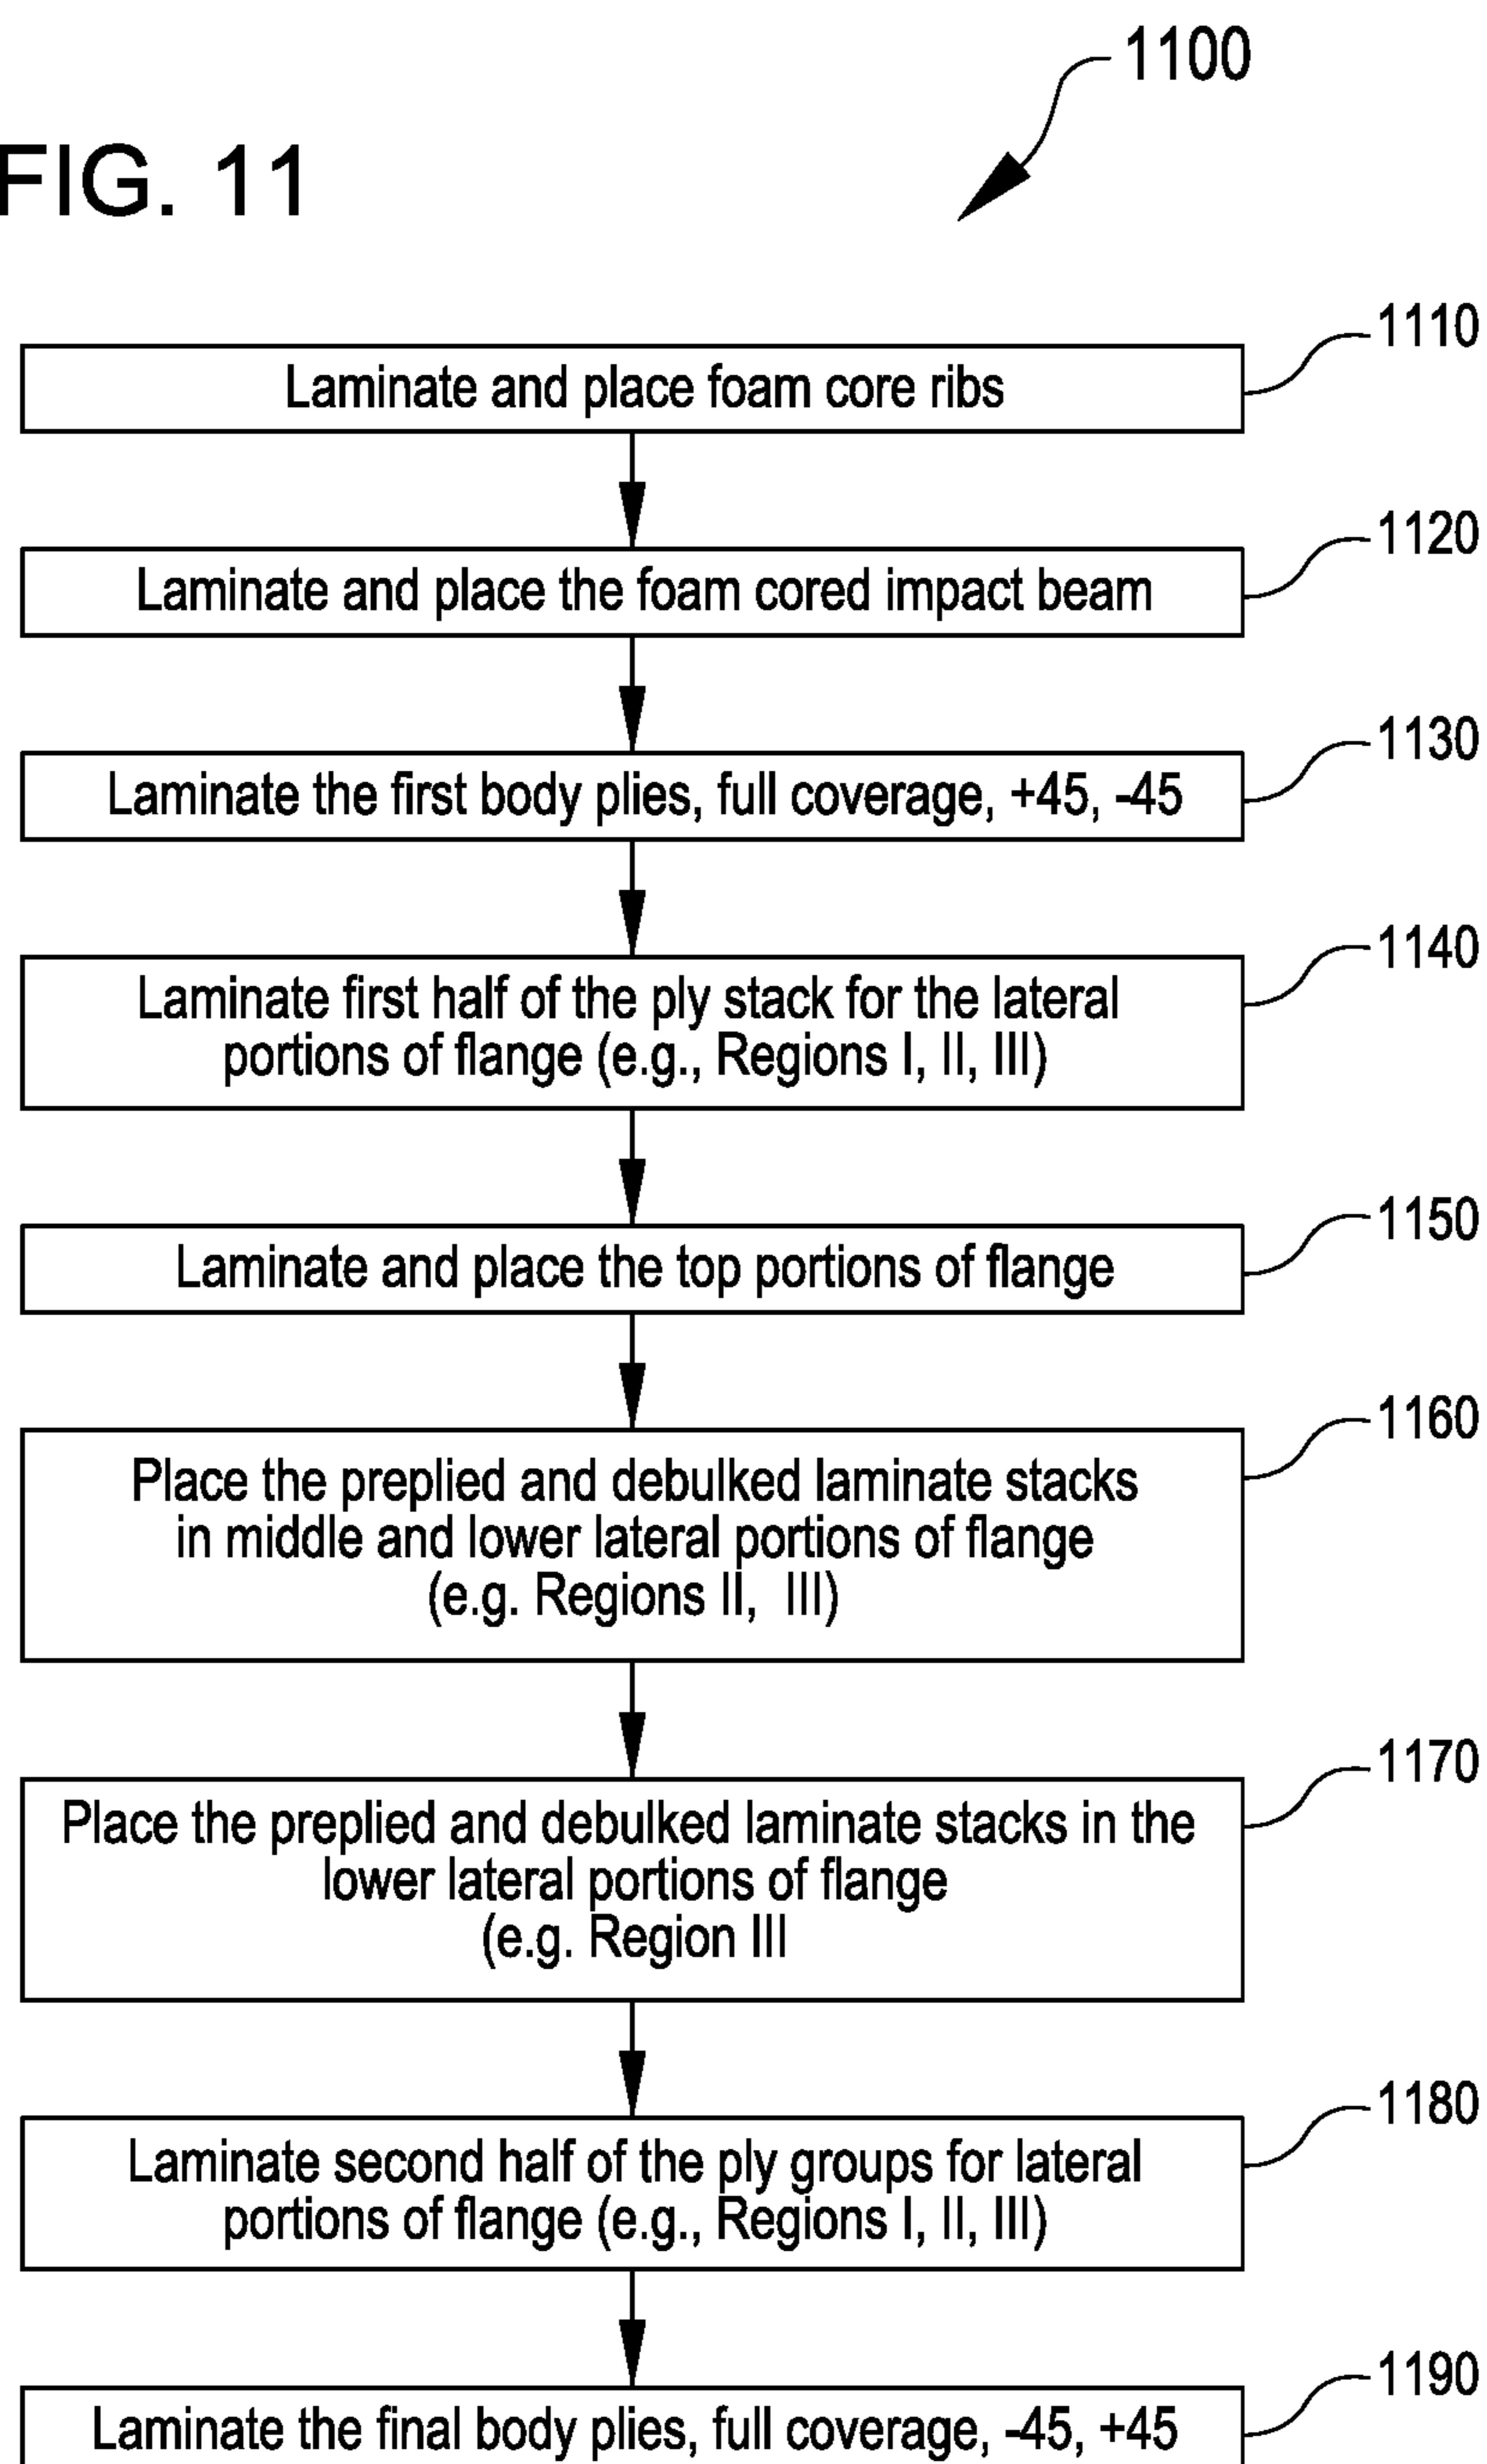 1100
FIG. 11
1110
Laminate and place foam core ribs
1120
Laminate and place the foam cored impact beam
1130
Laminate the first body plies, full coverage, +45, -45
1140
Laminate first half of the ply stack for the lateral
portions of flange (e.g., Regions I, II, III)
1150
Laminate and place the top portions of flange
1160
Place the preplied and debulked laminate stacks
in middle and lower lateral portions of flange
(e.g. Regions II, III)
1170
Place the preplied and debulked laminate stacks in the
lower lateral portions of flange
(e.g. Region III
1180
Laminate second half of the ply groups for lateral
portions of flange (e.g., Regions I, II, III)
1190
Laminate the final body plies, full coverage, -45, +45